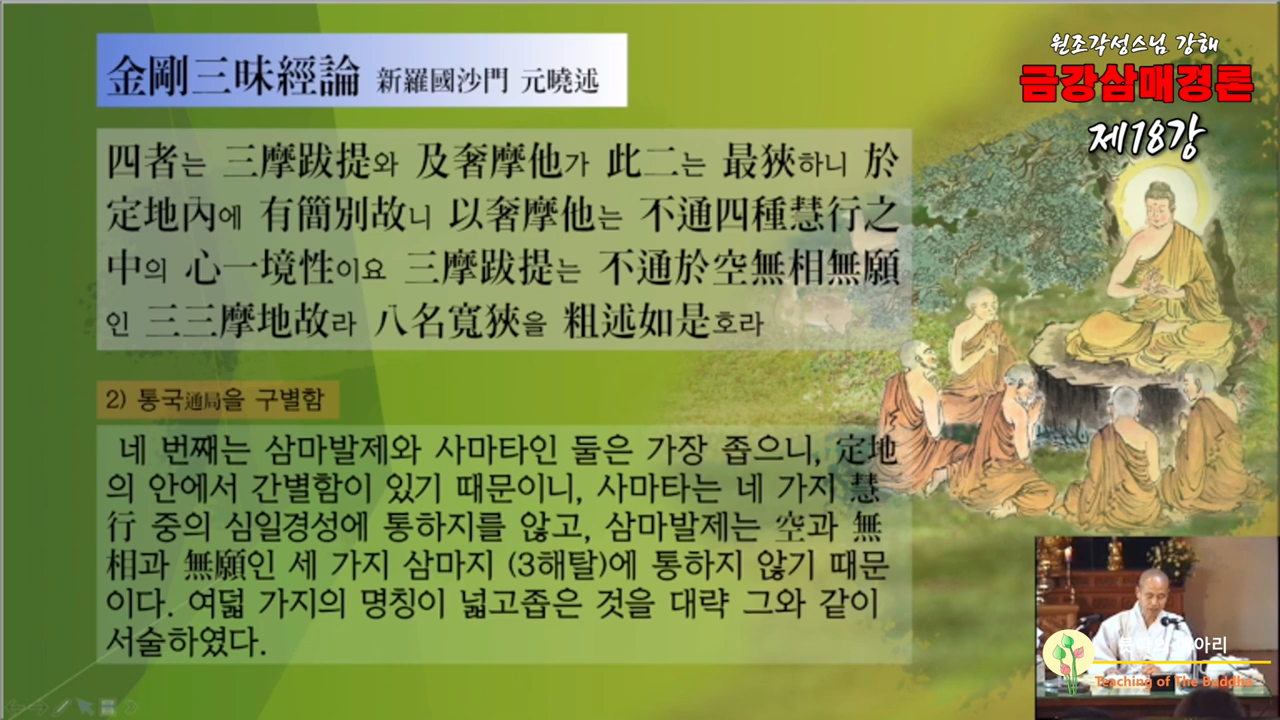 金剛三昧經論 新羅國沙門 元曉述
원조각성스님 강해
금강삼매경론
제18강
四者는 三摩跋提와 及奢摩他가 此二는 最狹하니 於
定地內에 有簡別故니 以奢摩他는 不通四種慧行之
中의 心一境性이요 三摩跋提는 不通於空無相無願
인 三三摩地故라 八名寬狹을 粗述如是호라
2) 통국通局을 구별함
네 번째는 삼마발제와 사마타인 둘은 가장 좁으니, 定地
의 안에서 간별함이 있기 때문이니, 사마타는 네 가지 慧
行 중의 심일경성에 통하지를 않고, 삼마발제는 空과 無
相과 無願인 세 가지 삼마지 (3해탈)에 통하지 않기 때문
이다. 여덟 가지의 명칭이 넓고좁은 것을 대략 그와 같이
서술하였다.
아리
Teaching of The Buddha